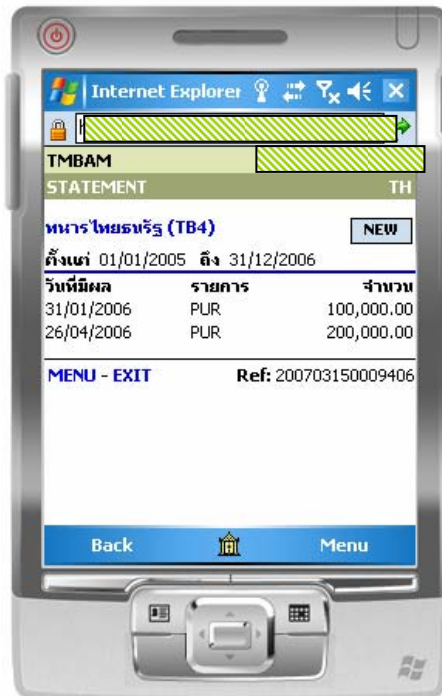 Internet Explorer
TMBAM
STATEMENT TH
ทหารไทยธนรัฐ (TB4) NEW
ตั้งแต่ 01/01/2005 ถึง 31/12/2006
วันที่มีผล รายการ จำนวน
31/01/2006 PUR 100,000.00
26/04/2006 PUR 200,000.00
MENU - EXIT Ref: 200703150009406
Back Menu